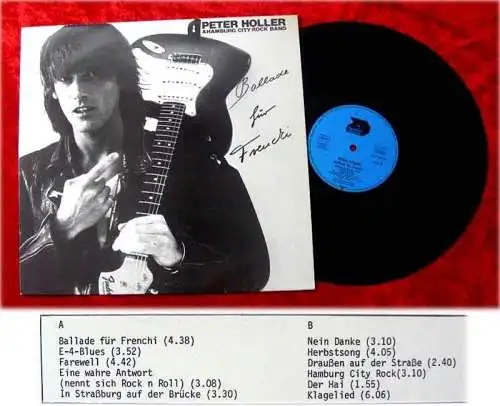 PETER HOLLER
& HAMBURG CITY ROCK BAND
Ballade
für
Frenchi
A
Ballade für Frenchi (4.38)
E-4-Blues (3.52)
Farewell (4.42)
Eine wahre Antwort
(nennt sich Rock n Roll) (3.08)
In Straßburg auf der Brücke (3.30)
B
Nein Danke (3.10)
Herbstsong (4.05)
Draußen auf der Straße (2.40)
Hamburg City Rock(3.10)
Der Hai (1.55)
Klagelied (6.06)